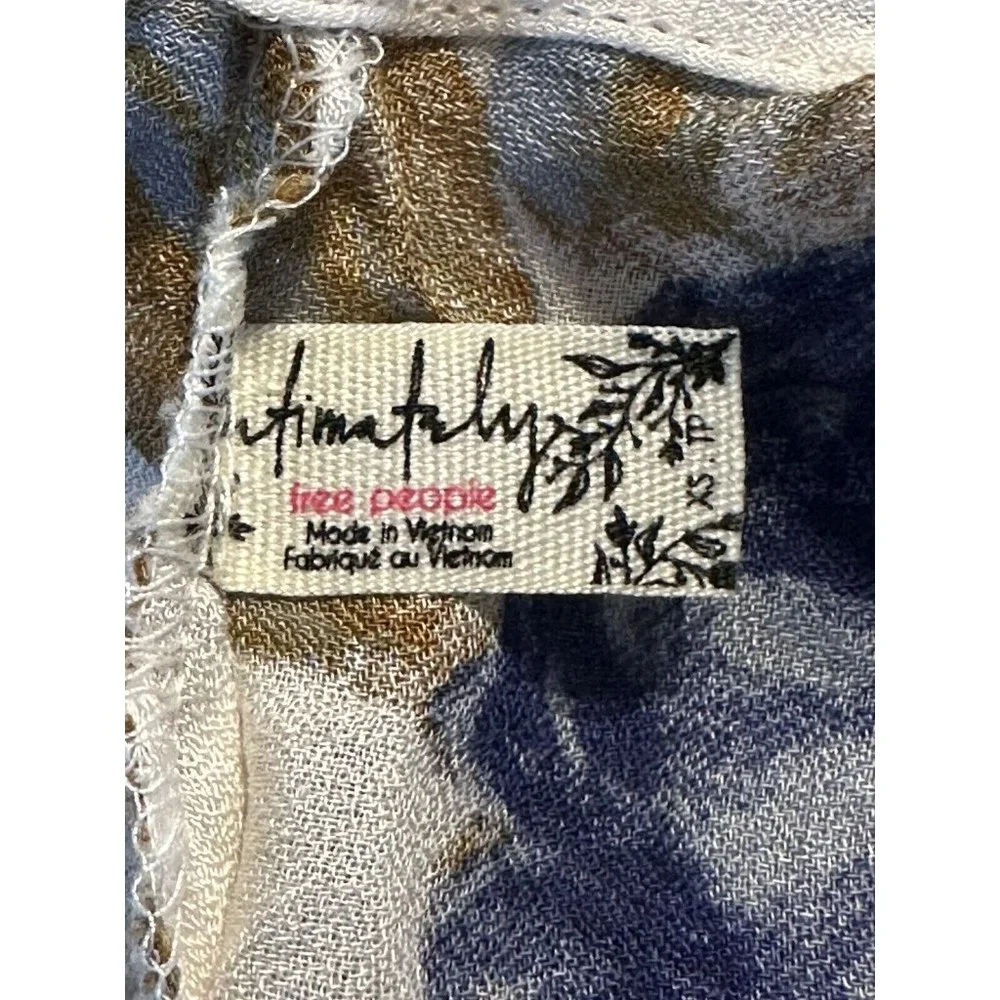 intimately
free people
Made in Vietnam
Fabriqué au Vietnam
XS . TP